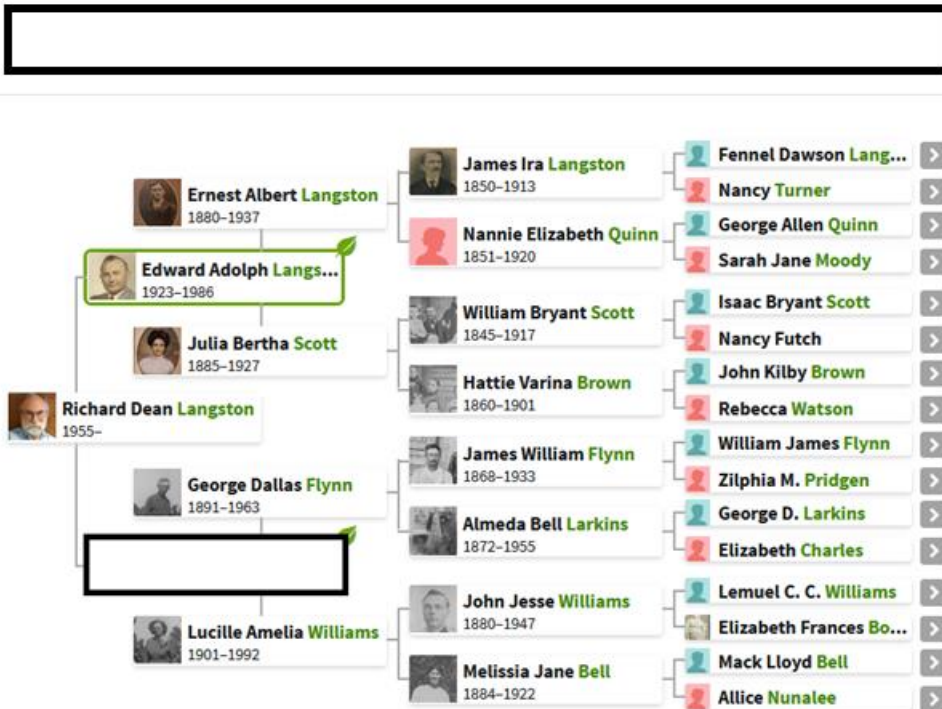 Fennel Dawson Lang...
James Ira Langston
1850–1913
Nancy Turner
Ernest Albert Langston
1880–1937
George Allen Quinn
Nannie Elizabeth Quinn
1851–1920
Sarah Jane Moody
Edward Adolph Langs...
1923–1986
Isaac Bryant Scott
William Bryant Scott
1845–1917
Nancy Futch
Julia Bertha Scott
1885–1927
John Kilby Brown
Hattie Varina Brown
1860–1901
Rebecca Watson
Richard Dean Langston
1955–
William James Flynn
James William Flynn
1868–1933
Zilphia M. Pridgen
George Dallas Flynn
1891–1963
George D. Larkins
Almeda Bell Larkins
1872–1955
Elizabeth Charles
Lemuel C. C. Williams
John Jesse Williams
1880–1947
Elizabeth Frances Bo...
Lucille Amelia Williams
1901–1992
Mack Lloyd Bell
Melissia Jane Bell
1884–1922
Allice Nunalee